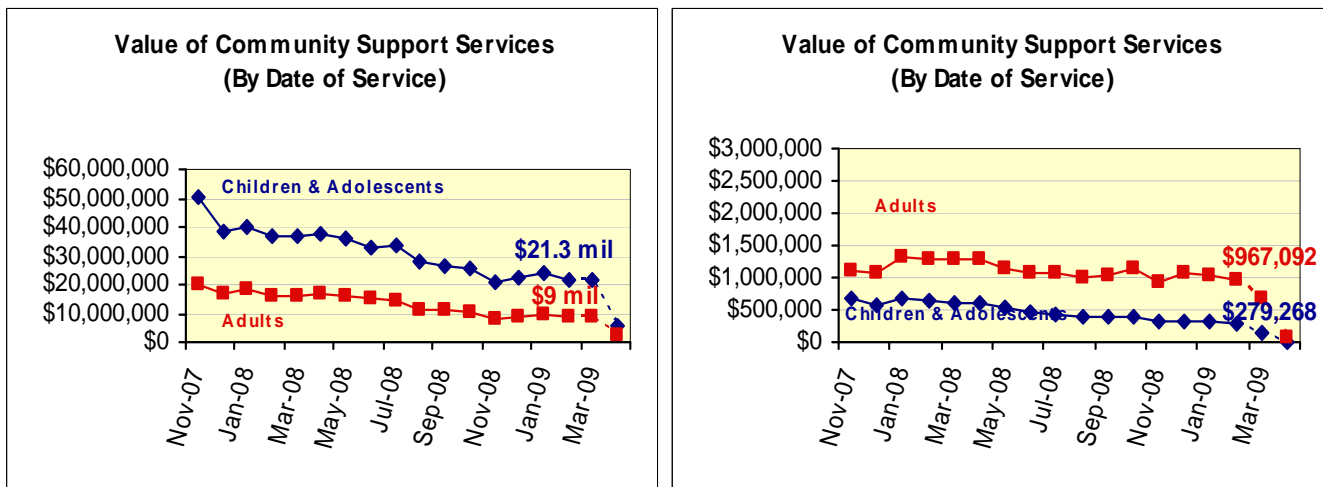 Value of Community Support Services
(By Date of Service)
$60,000,000
$50,000,000
$40,000,000
$30,000,000
$20,000,000
$10,000,000
$0
Children & Adolescents
$21.3 mil
$9 mil
Adults
Nov-07
Jan-08
Mar-08
May-08
Jul-08
Sep-08
Nov-08
Jan-09
Mar-09
Value of Community Support Services
(By Date of Service)
$3,000,000
$2,500,000
$2,000,000
$1,500,000
$1,000,000
$500,000
$0
Adults
$967,092
Children & Adolescents
$279,268
Nov-07
Jan-08
Mar-08
May-08
Jul-08
Sep-08
Nov-08
Jan-09
Mar-09